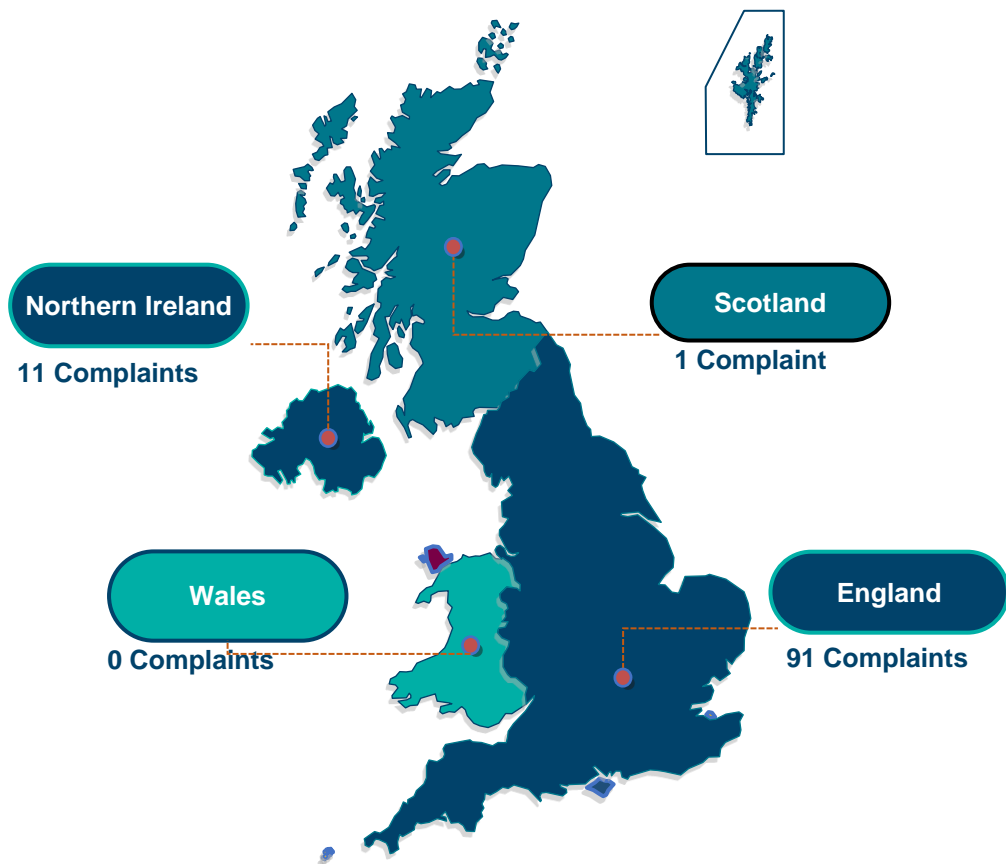 Northern Ireland
11 Complaints
Scotland
1 Complaint
Wales
0 Complaints
England
91 Complaints